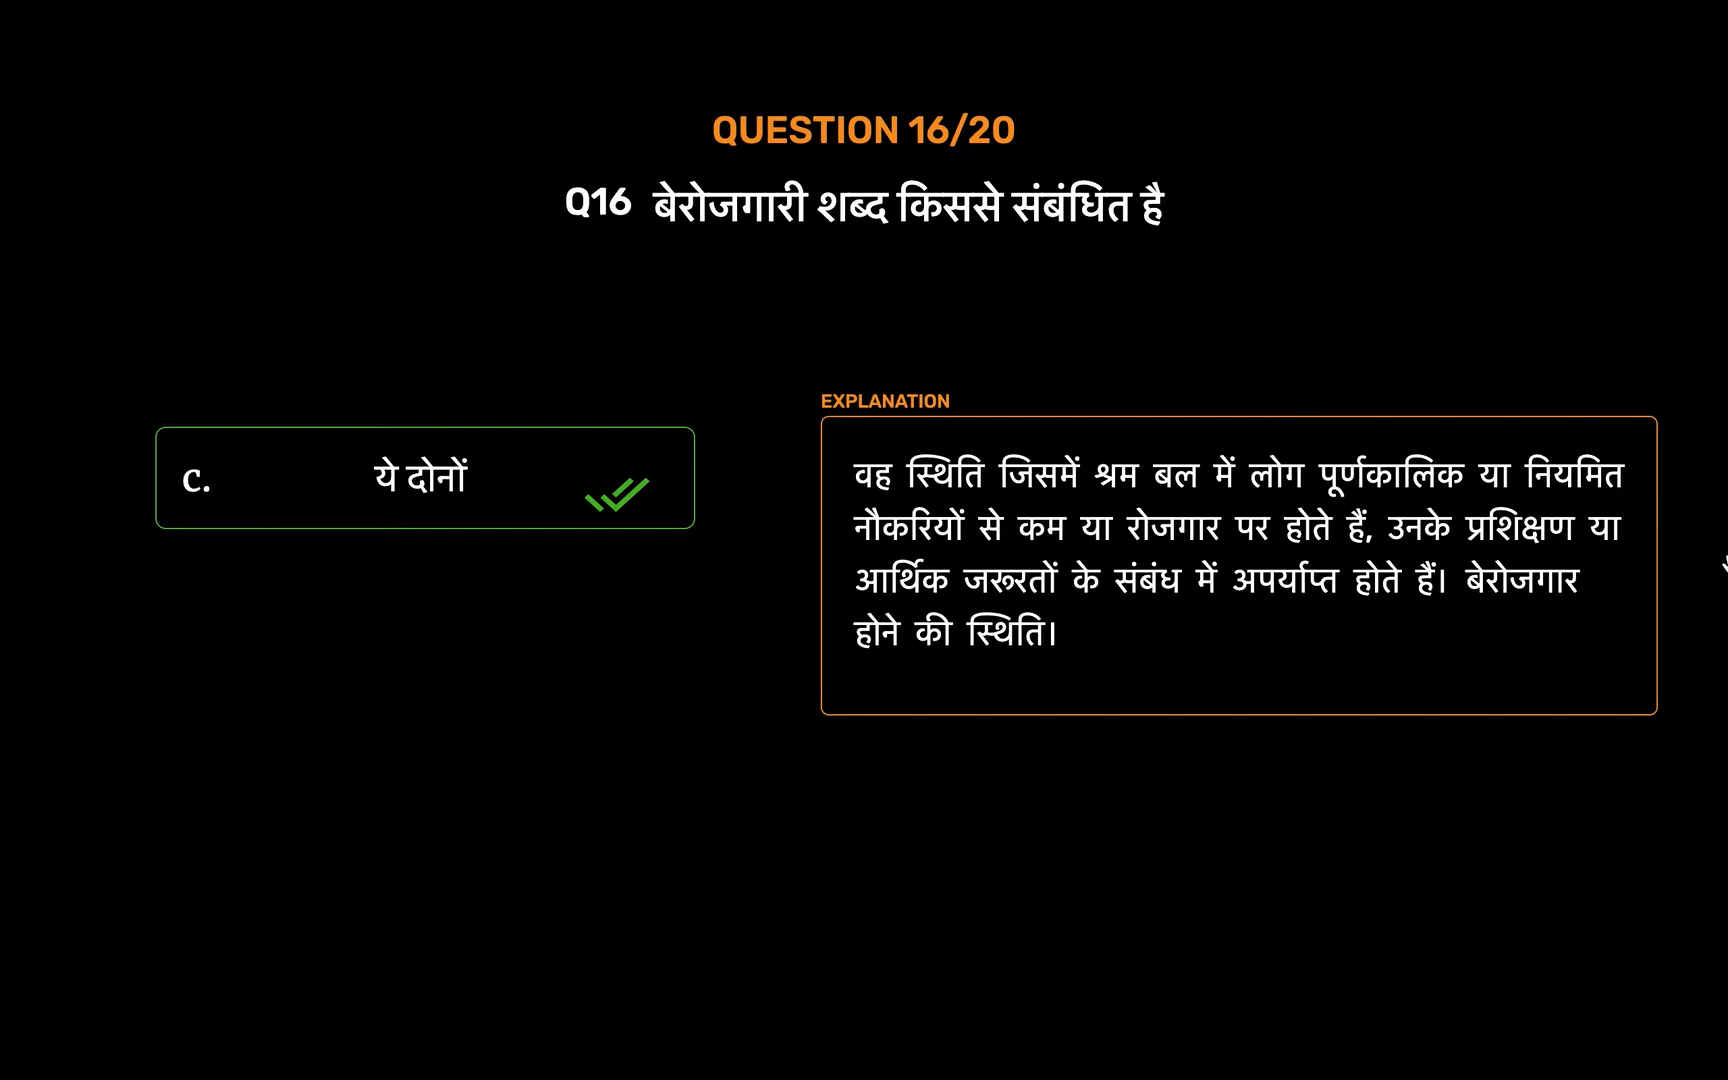 QUESTION 16/20
Q16 बेरोजगारी शब्द किससे संबंधित है
c. ये दोनों
EXPLANATION
वह स्थिति जिसमें श्रम बल में लोग पूर्णकालिक या नियमित
नौकरियों से कम या रोजगार पर होते हैं, उनके प्रशिक्षण या
आर्थिक जरूरतों के संबंध में अपर्याप्त होते हैं। बेरोजगार
होने की स्थिति।